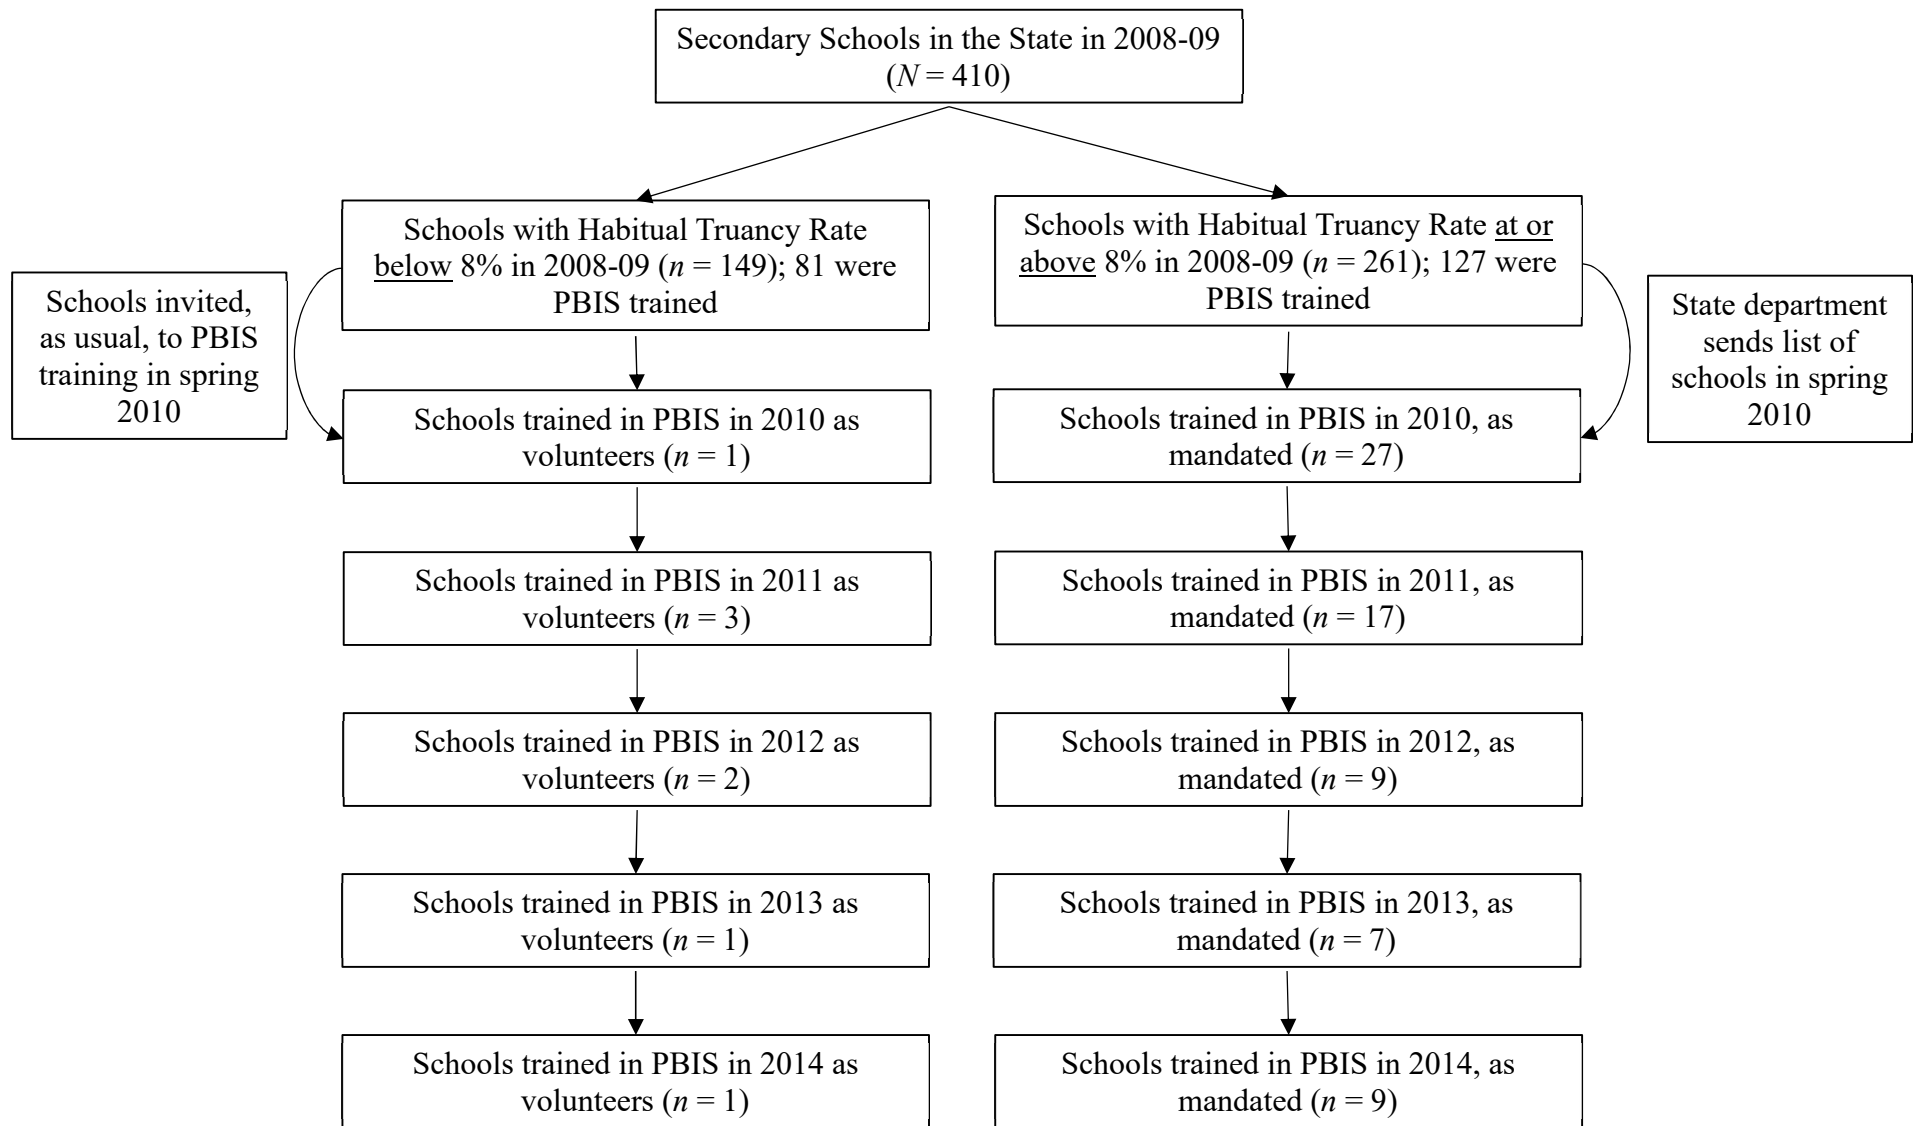 Secondary Schools in the State in 2008-09
(N = 410)
Schools with Habitual Truancy Rate
below 8% in 2008-09 (n = 149); 81 were
PBIS trained
Schools with Habitual Truancy Rate at or
above 8% in 2008-09 (n = 261); 127 were
PBIS trained
Schools invited,
as usual, to PBIS
training in spring
2010
State department
sends list of
schools in spring
2010
Schools trained in PBIS in 2010 as
volunteers (n = 1)
Schools trained in PBIS in 2010, as
mandated (n = 27)
Schools trained in PBIS in 2011 as
volunteers (n = 3)
Schools trained in PBIS in 2011, as
mandated (n = 17)
Schools trained in PBIS in 2012 as
volunteers (n = 2)
Schools trained in PBIS in 2012, as
mandated (n = 9)
Schools trained in PBIS in 2013 as
volunteers (n = 1)
Schools trained in PBIS in 2013, as
mandated (n = 7)
Schools trained in PBIS in 2014 as
volunteers (n = 1)
Schools trained in PBIS in 2014, as
mandated (n = 9)